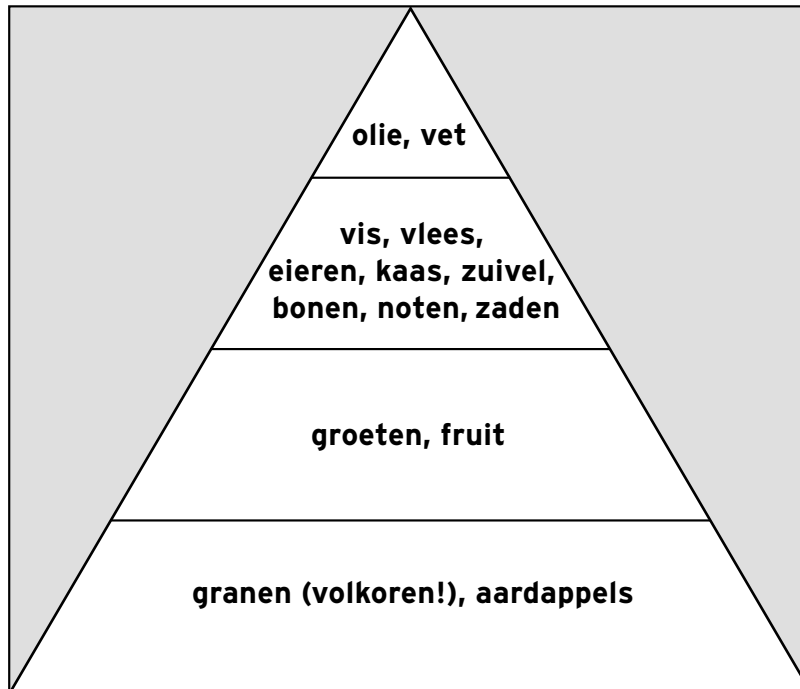 olie, vet
vis, vlees,
eieren, kaas, zuivel,
bonen, noten, zaden
groeten, fruit
granen (volkoren!), aardappels